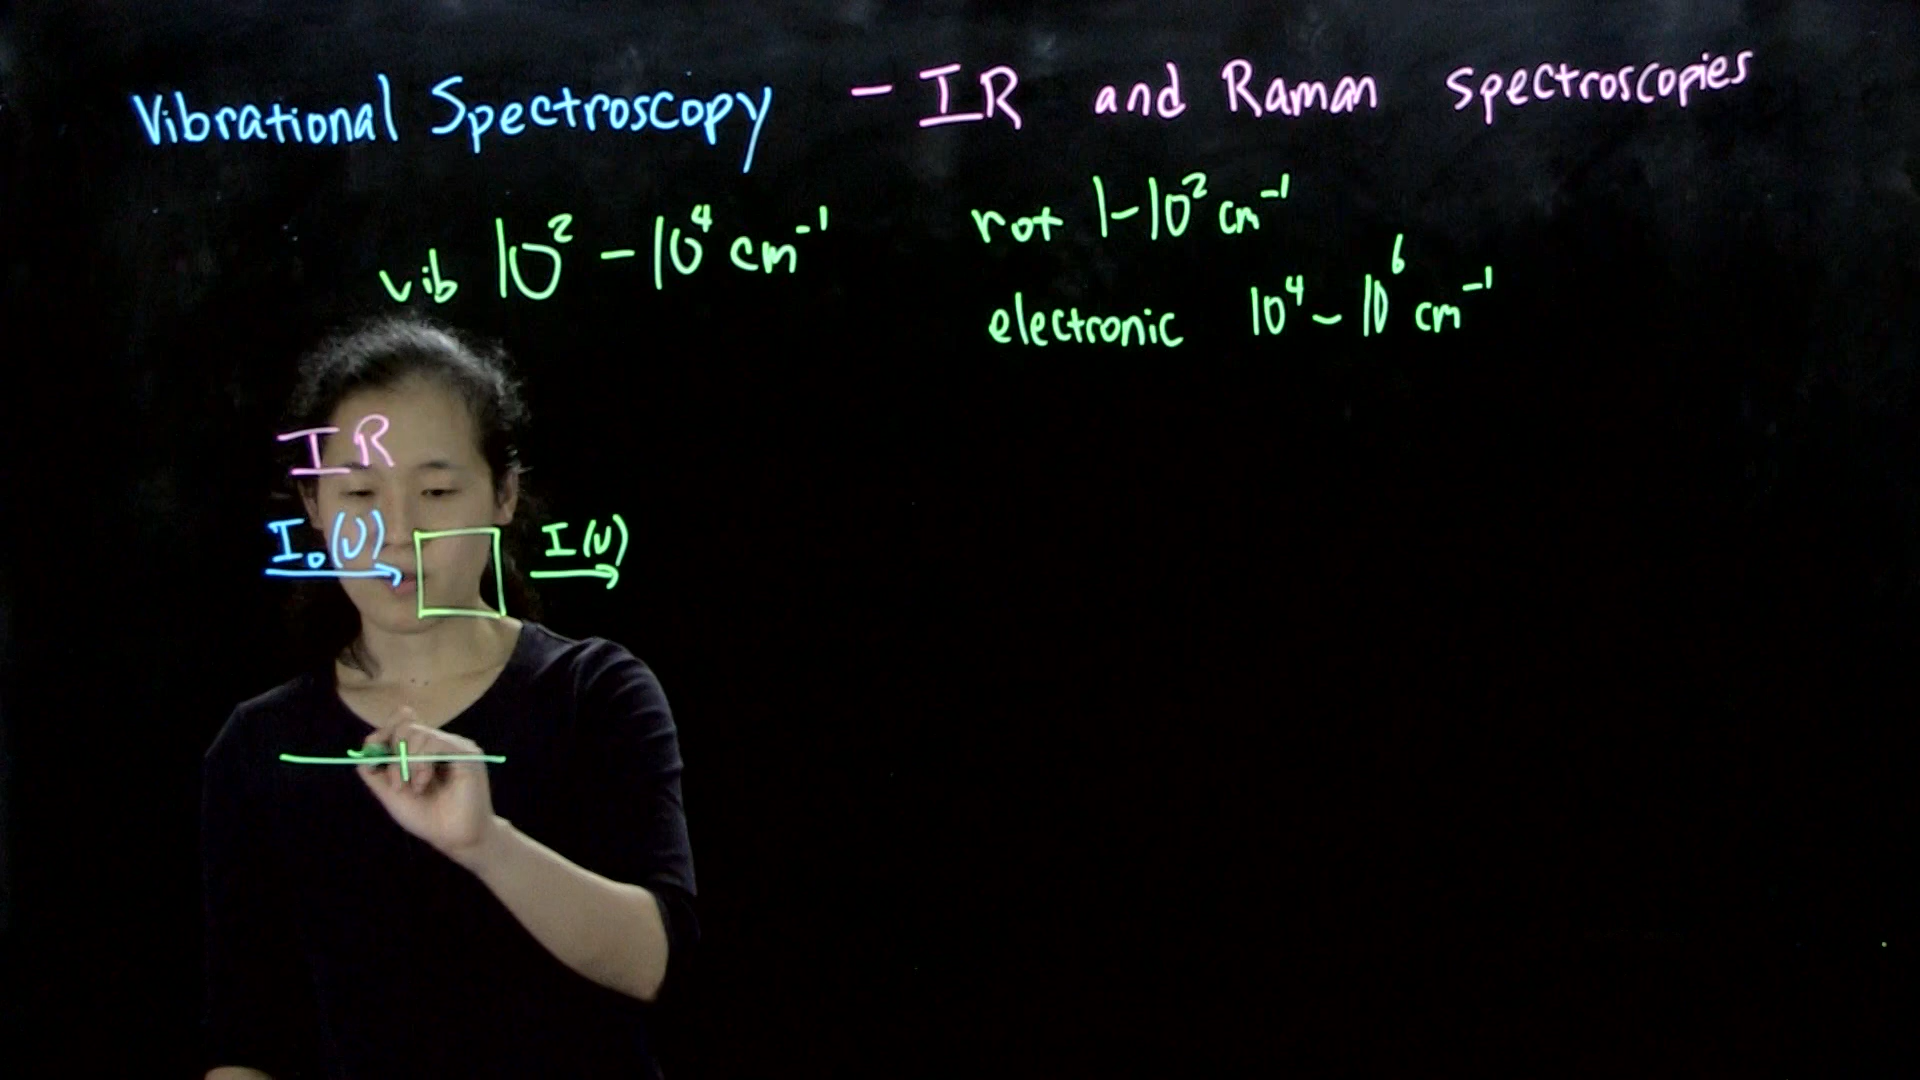 Vibrational Spectroscopy - IR and Raman Spectroscopies
vib 10² - 10⁴ cm⁻¹
rot 1-10² cm⁻¹
electronic 10⁴ - 10⁶ cm⁻¹
IR
I₀(ν)
I(ν)